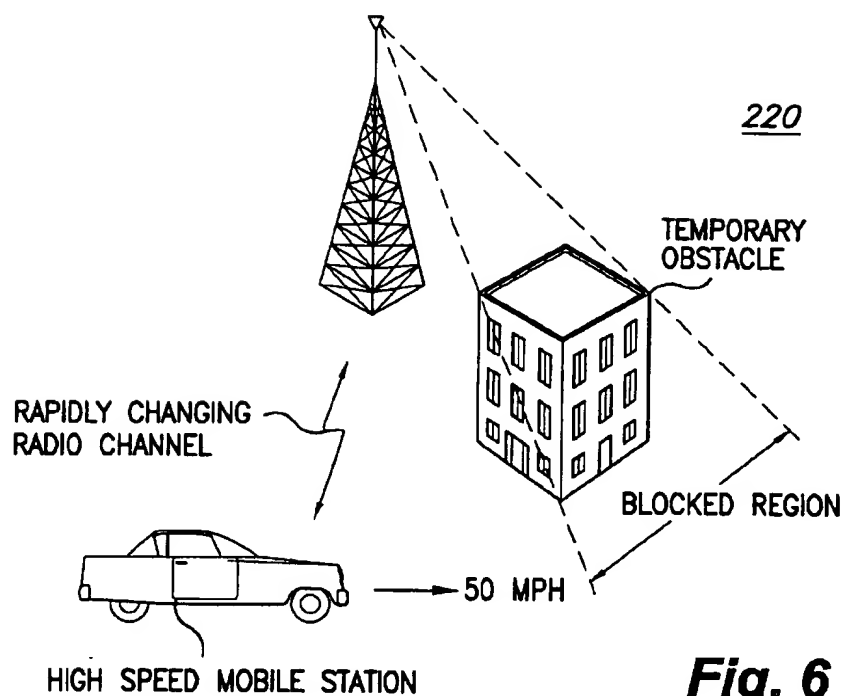 220
TEMPORARY
OBSTACLE
RAPIDLY CHANGING
RADIO CHANNEL
BLOCKED REGION
50 MPH
HIGH SPEED MOBILE STATION
Fig. 6